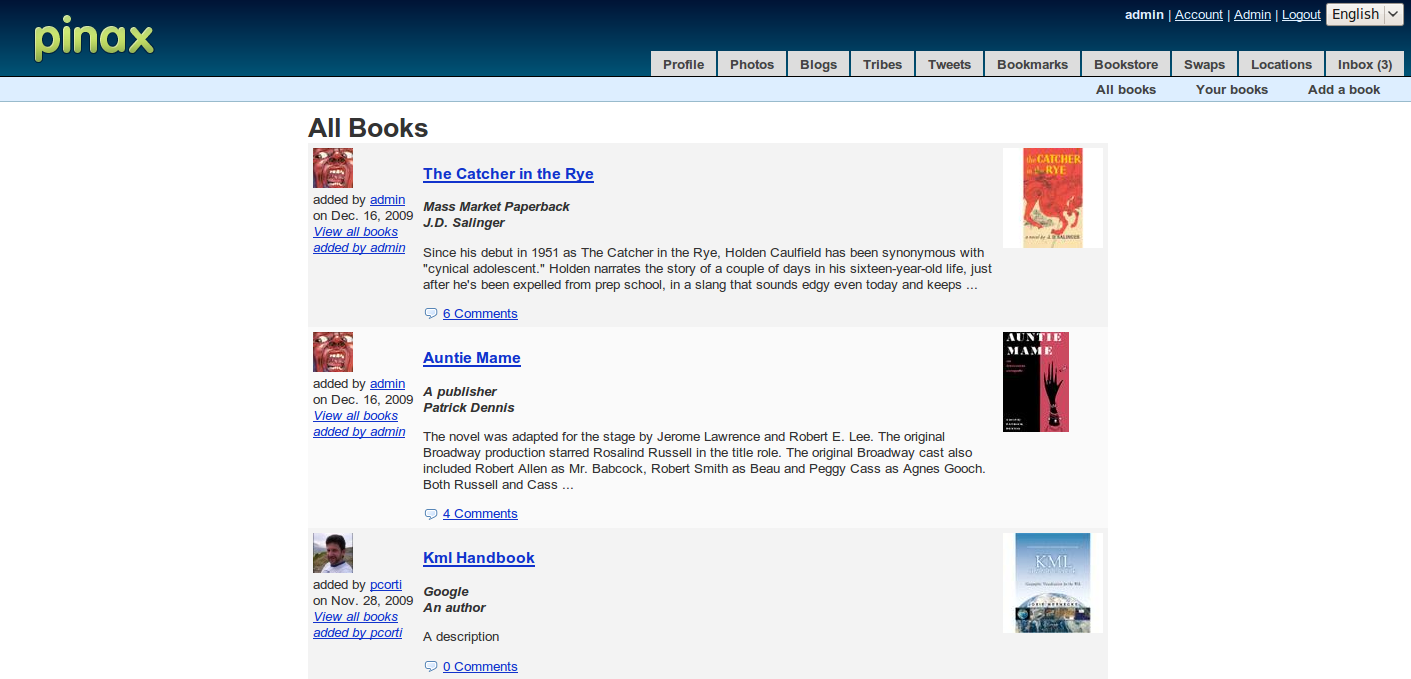 pinax
admin | Account | Admin | Logout English
Profile Photos Blogs Tribes Tweets Bookmarks Bookstore Swaps Locations Inbox (3)
All books Your books Add a book
All Books
added by admin
on Dec. 16, 2009
View all books
added by admin
The Catcher in the Rye
Mass Market Paperback
J.D. Salinger
Since his debut in 1951 as The Catcher in the Rye, Holden Caulfield has been synonymous with
"cynical adolescent." Holden narrates the story of a couple of days in his sixteen-year-old life, just
after he's been expelled from prep school, in a slang that sounds edgy even today and keeps ...
6 Comments
the CATCHER
in the RYE
a novel by J. D. SALINGER
added by admin
on Dec. 16, 2009
View all books
added by admin
Auntie Mame
A publisher
Patrick Dennis
The novel was adapted for the stage by Jerome Lawrence and Robert E. Lee. The original
Broadway production starred Rosalind Russell in the title role. The original Broadway cast also
included Robert Allen as Mr. Babcock, Robert Smith as Beau and Peggy Cass as Agnes Gooch.
Both Russell and Cass ...
4 Comments
AUNTIE
MAME
added by pcorti
on Nov. 28, 2009
View all books
added by pcorti
Kml Handbook
Google
An author
A description
0 Comments
KML